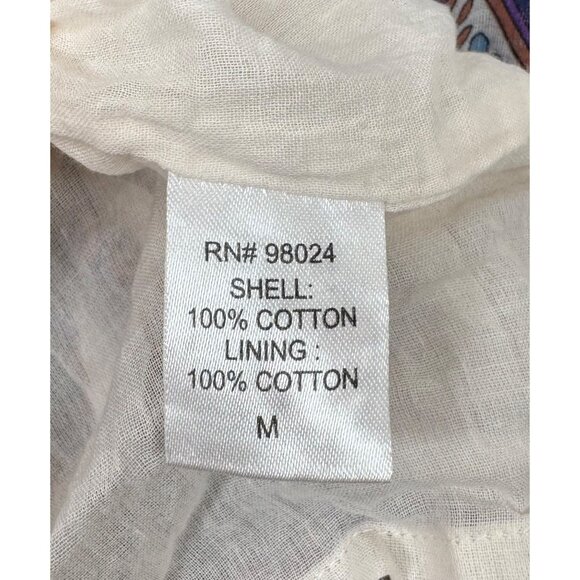 RN# 98024
SHELL:
100% COTTON
LINING :
100% COTTON
M